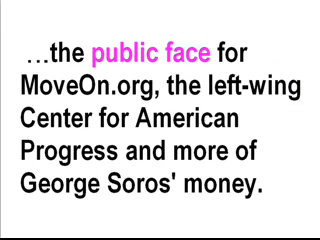 ...the public face for
MoveOn.org, the left-wing
Center for American
Progress and more of
George Soros' money.